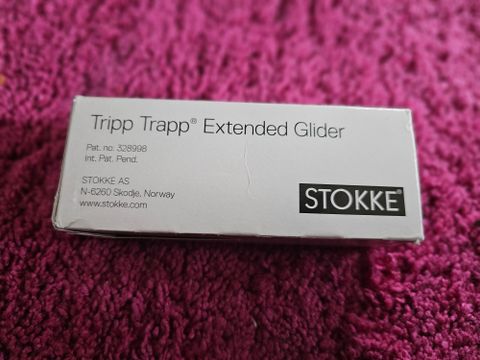 Tripp Trapp® Extended Glider
Pat. no. 328998
Int. Pat. Pend.
STOKKE AS
N-6260 Skodje, Norway
www.stokke.com
STOKKE®